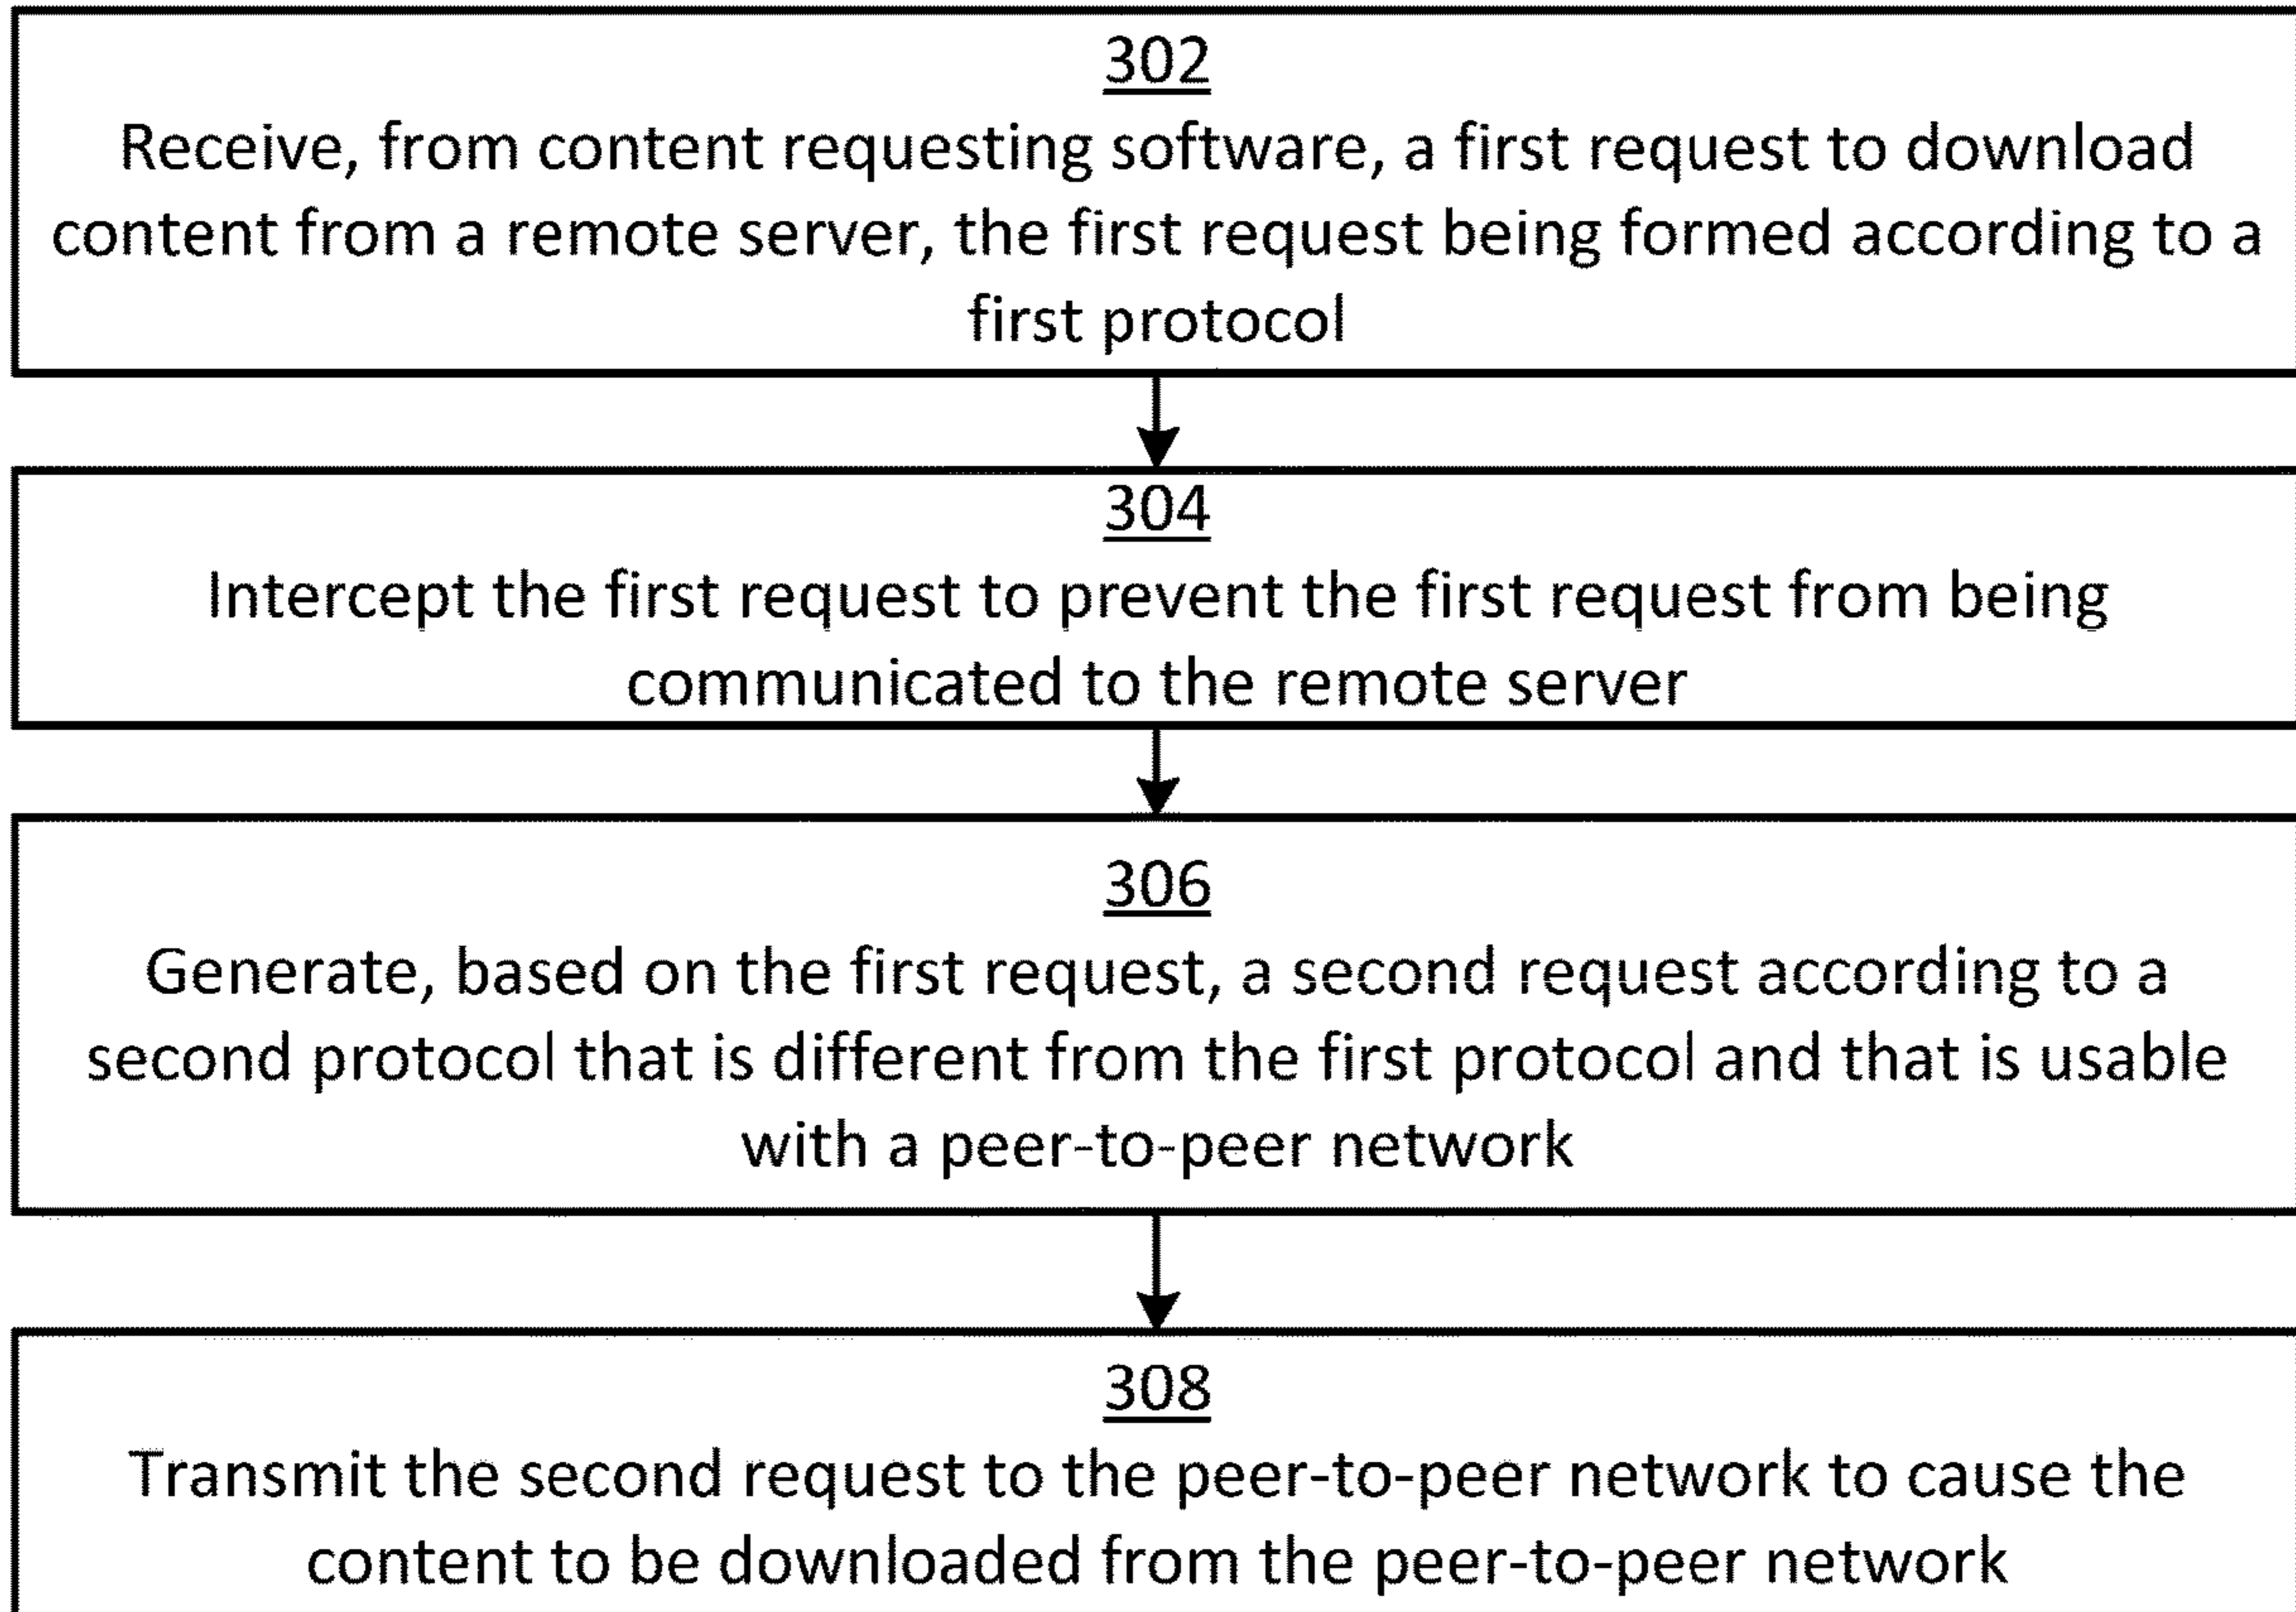 302
Receive, from content requesting software, a first request to download
content from a remote server, the first request being formed according to a
first protocol
304
Intercept the first request to prevent the first request from being
communicated to the remote server
306
Generate, based on the first request, a second request according to a
second protocol that is different from the first protocol and that is usable
with a peer-to-peer network
308
Transmit the second request to the peer-to-peer network to cause the
content to be downloaded from the peer-to-peer network